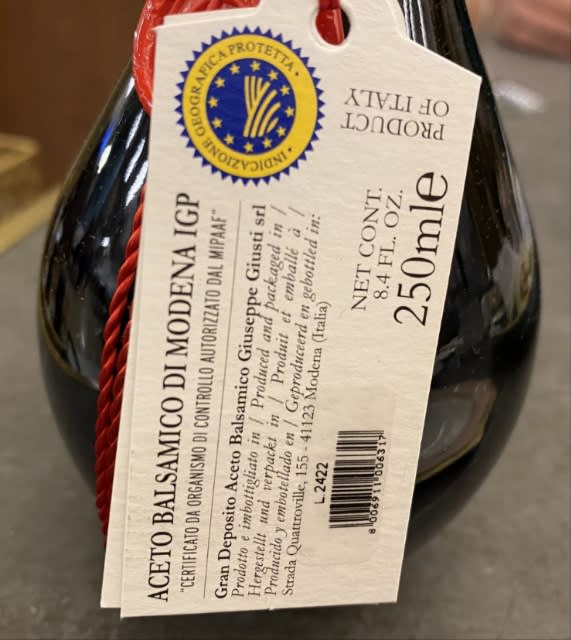 INDICAZIONE GEOGRAFICA PROTETTA
ACETO BALSAMICO DI MODENA IGP
"CERTIFICATO DA ORGANISMO DI CONTROLLO AUTORIZZATO DAL MIPAAF"
Gran Deposito Aceto Balsamico Giuseppe Giusti srl
Prodotto e imbottigliato in / Produced and packaged in /
Hergestellt und verpackt in / Produit et emballé à /
Producido y embotellado en / Geproduceerd en gebottled in:
Strada Quattroville, 155 - 41123 Modena (Italia)
L.2422
8 006911 006317
NET CONT.
8.4 FL. OZ.
250mle
PRODUCT
OF ITALY